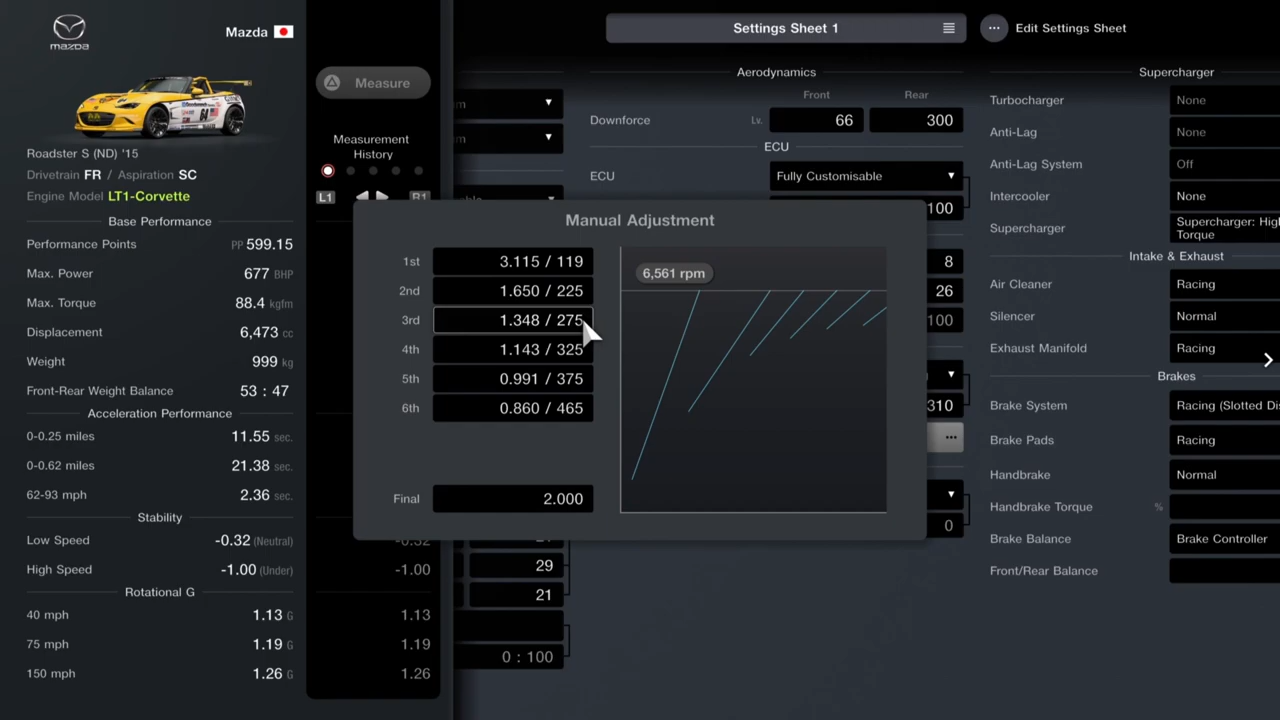 mazda
Mazda
Roadster S (ND) '15
Drivetrain FR / Aspiration SC
Engine Model LT1-Corvette
Base Performance
Performance Points PP 599.15
Max. Power 677 BHP
Max. Torque 88.4 kgfm
Displacement 6,473 cc
Weight 999 kg
Front-Rear Weight Balance 53 : 47
Acceleration Performance
0-0.25 miles 11.55 sec.
0-0.62 miles 21.38 sec.
62-93 mph 2.36 sec.
Stability
Low Speed -0.32 (Neutral)
High Speed -1.00 (Under)
Rotational G
40 mph 1.13 G
75 mph 1.19 G
150 mph 1.26 G
Measure
Measurement
History
L1 R1
-1.00
1.13
1.19
1.26
Settings Sheet 1
Edit Settings Sheet
Manual Adjustment
1st 3.115 / 119
2nd 1.650 / 225
3rd 1.348 / 275
4th 1.143 / 325
5th 0.991 / 375
6th 0.860 / 465
Final 2.000
6,561 rpm
29
21
0 : 100
Aerodynamics
Front Rear
Downforce Lv. 66 300
ECU
ECU Fully Customisable
100
8
26
100
310
0
Supercharger
Turbocharger None
Anti-Lag None
Anti-Lag System Off
Intercooler None
Supercharger Supercharger: High
Torque
Intake & Exhaust
Air Cleaner Racing
Silencer Normal
Exhaust Manifold Racing
Brakes
Brake System Racing (Slotted Dis
Brake Pads Racing
Handbrake Normal
Handbrake Torque %
Brake Balance Brake Controller
Front/Rear Balance